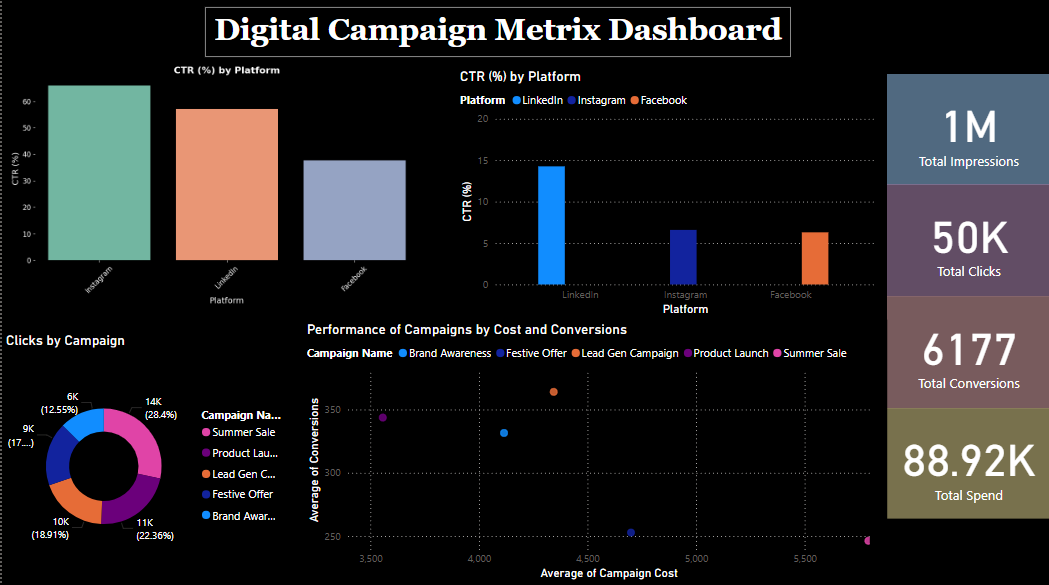 Digital Campaign Metrix Dashboard
CTR (%) by Platform
CTR (%)
60
50
40
30
20
10
0
Instagram
LinkedIn
Facebook
Platform
CTR (%) by Platform
Platform LinkedIn Instagram Facebook
CTR (%)
20
15
10
5
0
LinkedIn Instagram Facebook
Platform
1M
Total Impressions
50K
Total Clicks
6177
Total Conversions
88.92K
Total Spend
Clicks by Campaign
6K
(12.55%)
14K
(28.4%)
9K
(17....)
10K
(18.91%)
11K
(22.36%)
Campaign Na...
Summer Sale
Product Lau...
Lead Gen C...
Festive Offer
Brand Awar...
Performance of Campaigns by Cost and Conversions
Campaign Name Brand Awareness Festive Offer Lead Gen Campaign Product Launch Summer Sale
Average of Conversions
350
300
250
3,500 4,000 4,500 5,000 5,500
Average of Campaign Cost